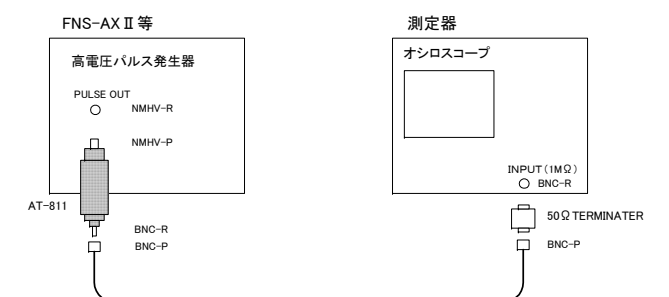 FNS-AXⅡ等
高電圧パルス発生器
PULSE OUT
NMHV-R
NMHV-P
AT-811
BNC-R
BNC-P
測定器
オシロスコープ
INPUT(1MΩ)
BNC-R
50Ω TERMINATER
BNC-P